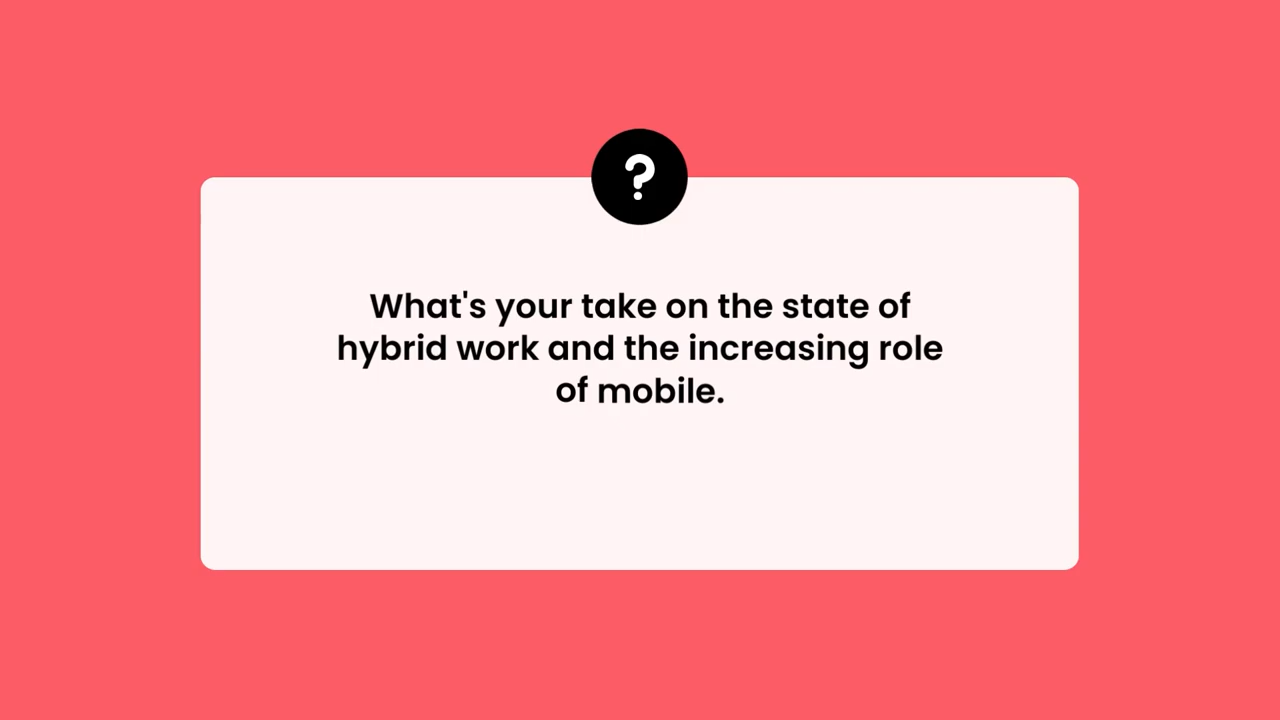 ?
What's your take on the state of
hybrid work and the increasing role
of mobile.